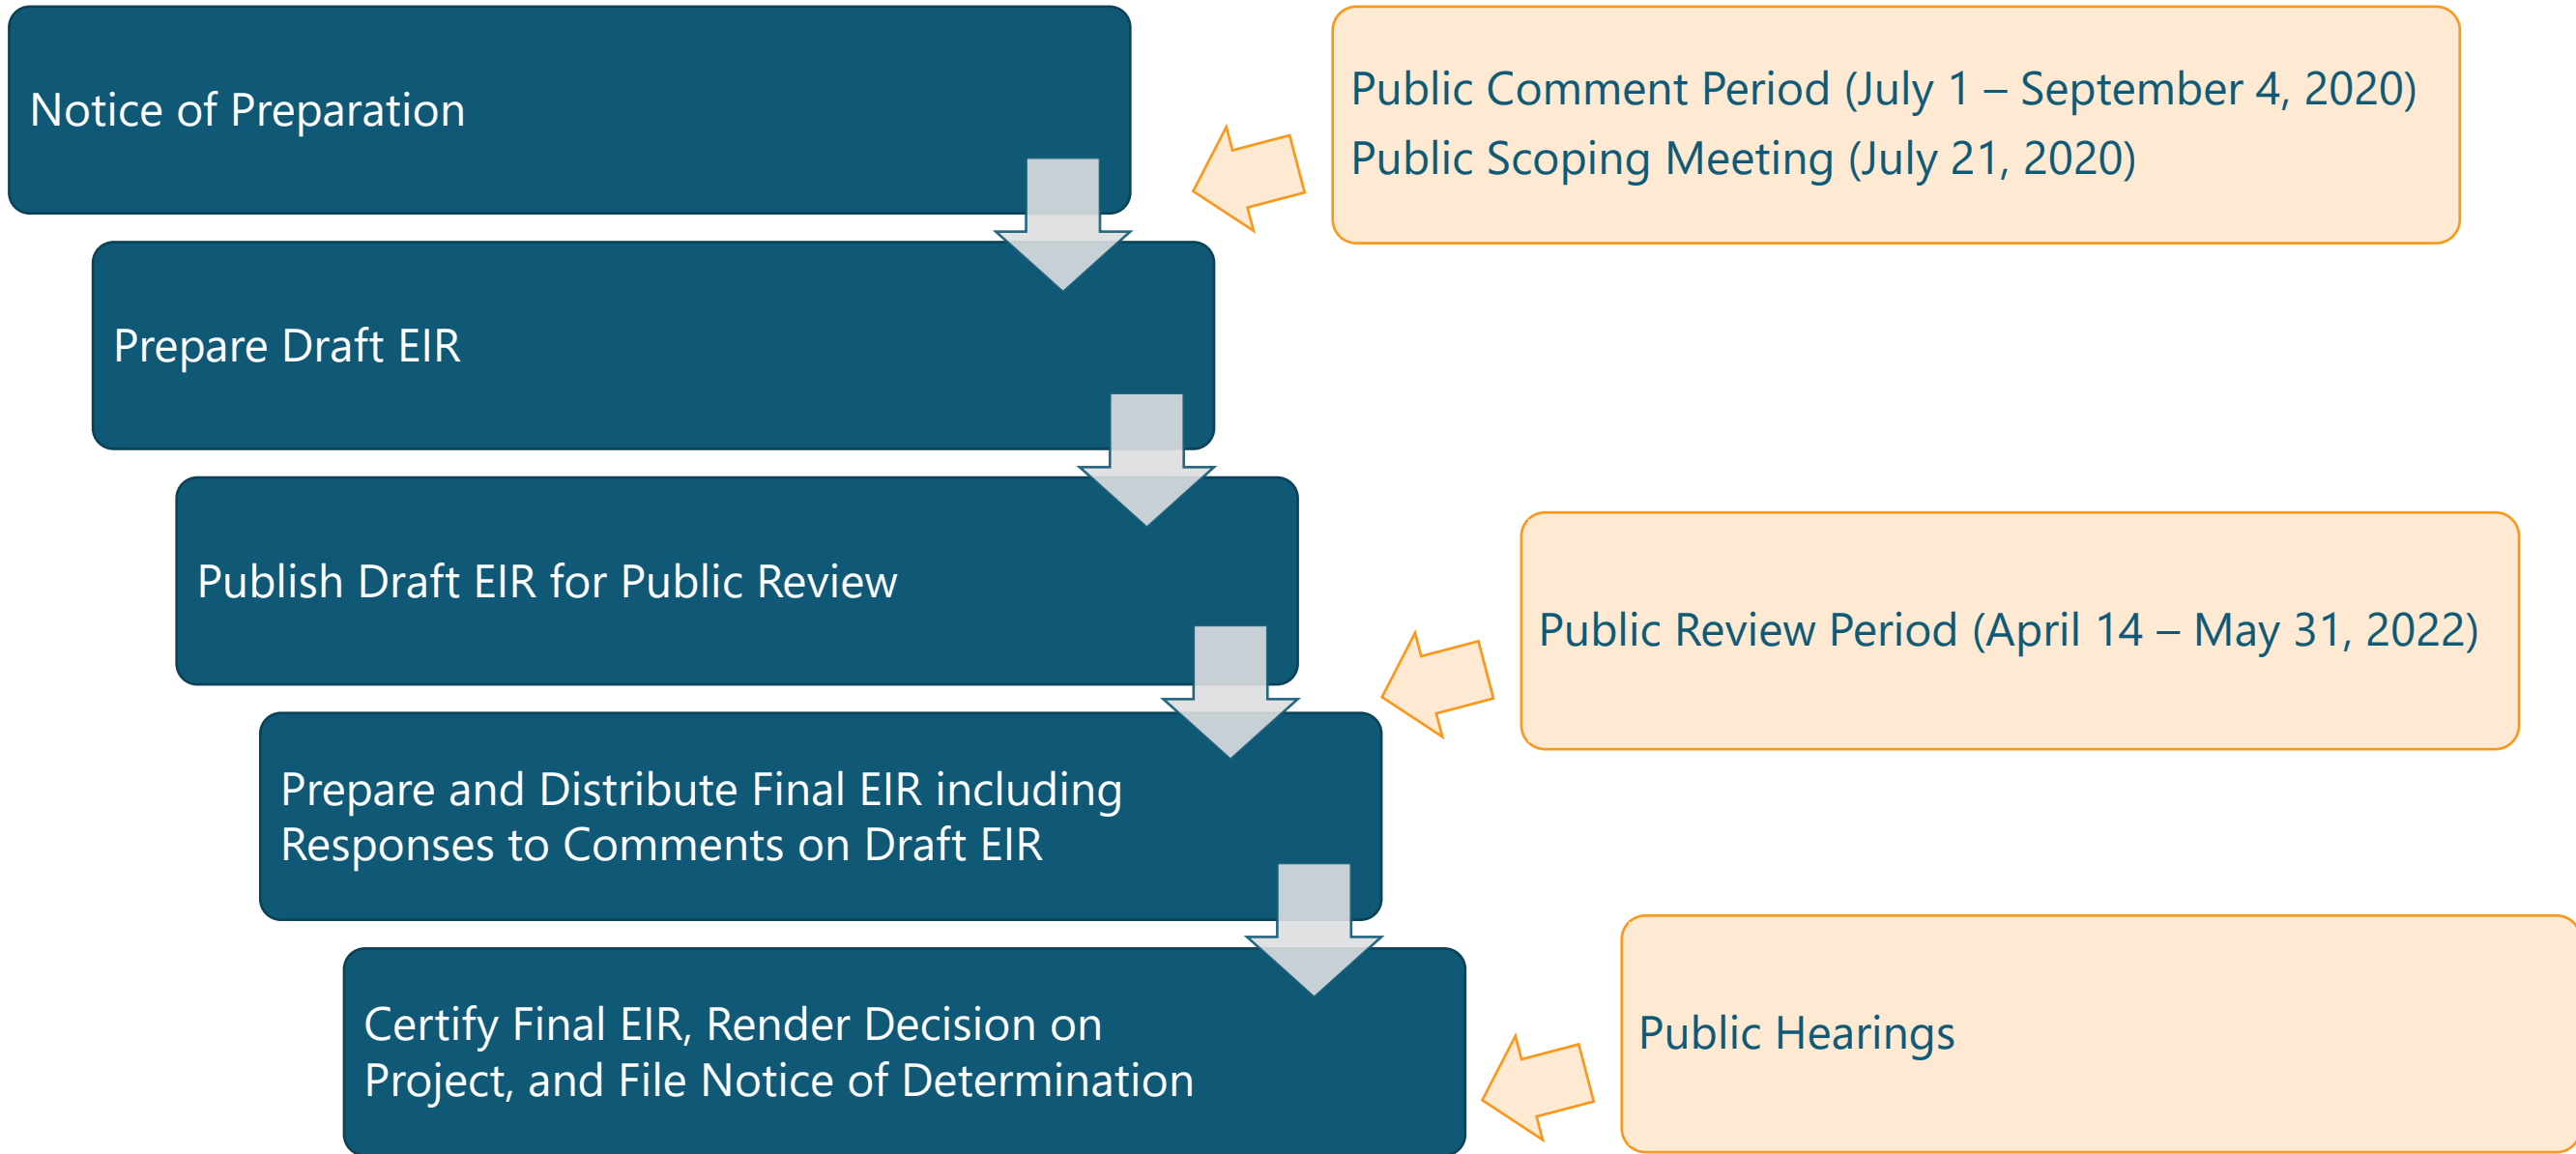 Notice of Preparation
Public Comment Period (July 1 – September 4, 2020)
Public Scoping Meeting (July 21, 2020)
Prepare Draft EIR
Publish Draft EIR for Public Review
Public Review Period (April 14 – May 31, 2022)
Prepare and Distribute Final EIR including
Responses to Comments on Draft EIR
Certify Final EIR, Render Decision on
Project, and File Notice of Determination
Public Hearings